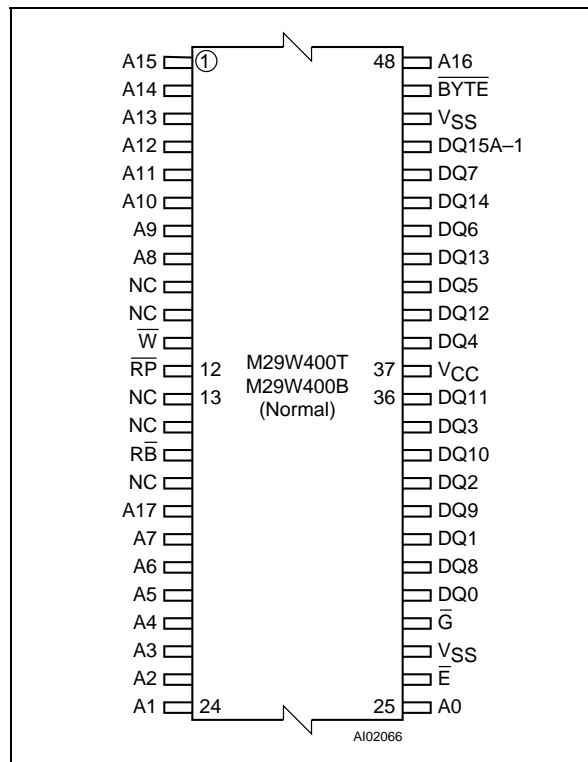 A15 1 48 A16
A14 B̅Y̅T̅E̅
A13 VSS
A12 DQ15A–1
A11 DQ7
A10 DQ14
A9 DQ6
A8 DQ13
NC DQ5
NC DQ12
W̅ DQ4
R̅P̅ 12 M29W400T 37 VCC
NC 13 M29W400B 36 DQ11
(Normal)
NC DQ3
RB̅ DQ10
NC DQ2
A17 DQ9
A7 DQ1
A6 DQ8
A5 DQ0
A4 G̅
A3 VSS
A2 E̅
A1 24 25 A0
AI02066